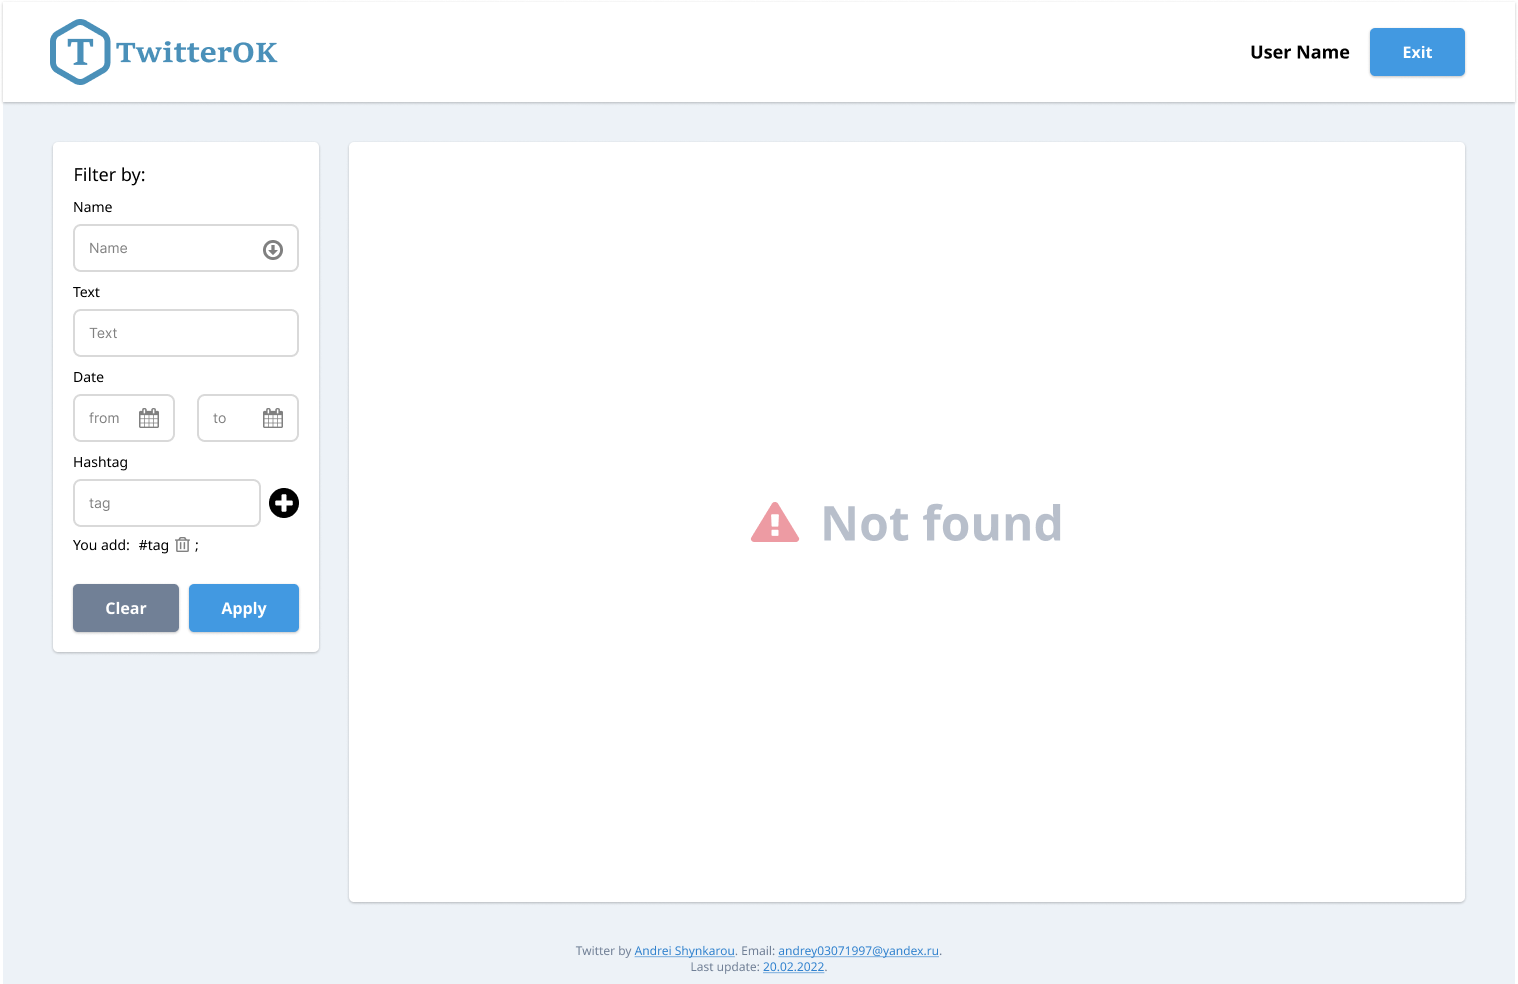 T TwitterOK
User Name
Exit
Filter by:
Name
Name
Text
Text
Date
from
to
Hashtag
tag
You add: #tag ;
Clear
Apply
Not found
Twitter by Andrei Shynkarou. Email: andrey03071997@yandex.ru.
Last update: 20.02.2022.